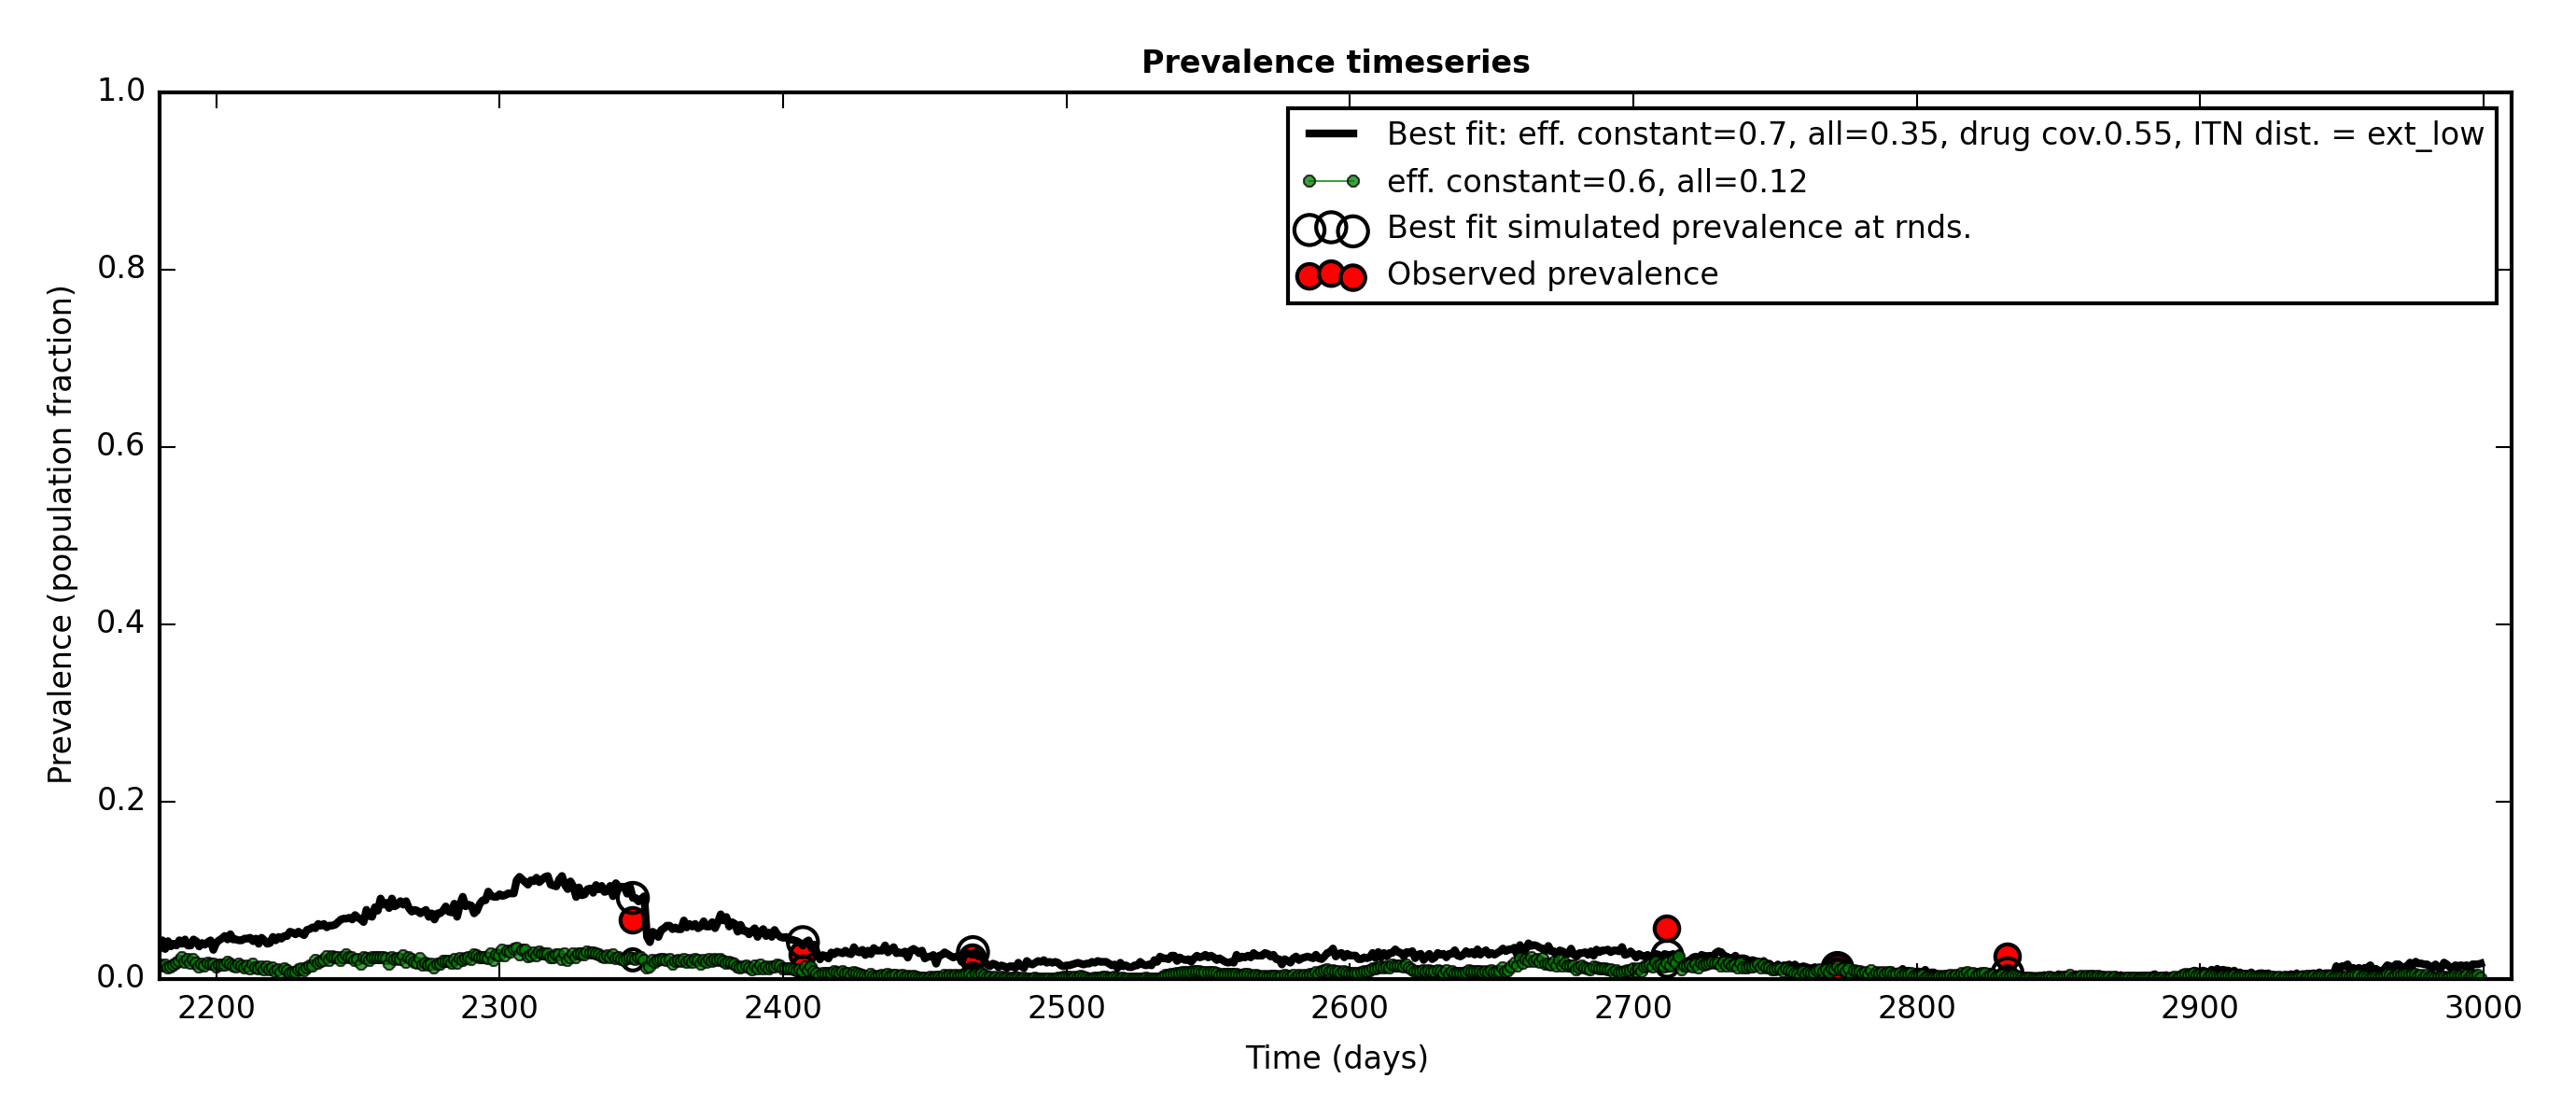 Prevalence timeseries
1.0
0.8
0.6
0.4
0.2
0.0
Prevalence (population fraction)
Best fit: eff. constant=0.7, all=0.35, drug cov.0.55, ITN dist. = ext_low
eff. constant=0.6, all=0.12
Best fit simulated prevalence at rnds.
Observed prevalence
2200 2300 2400 2500 2600 2700 2800 2900 3000
Time (days)